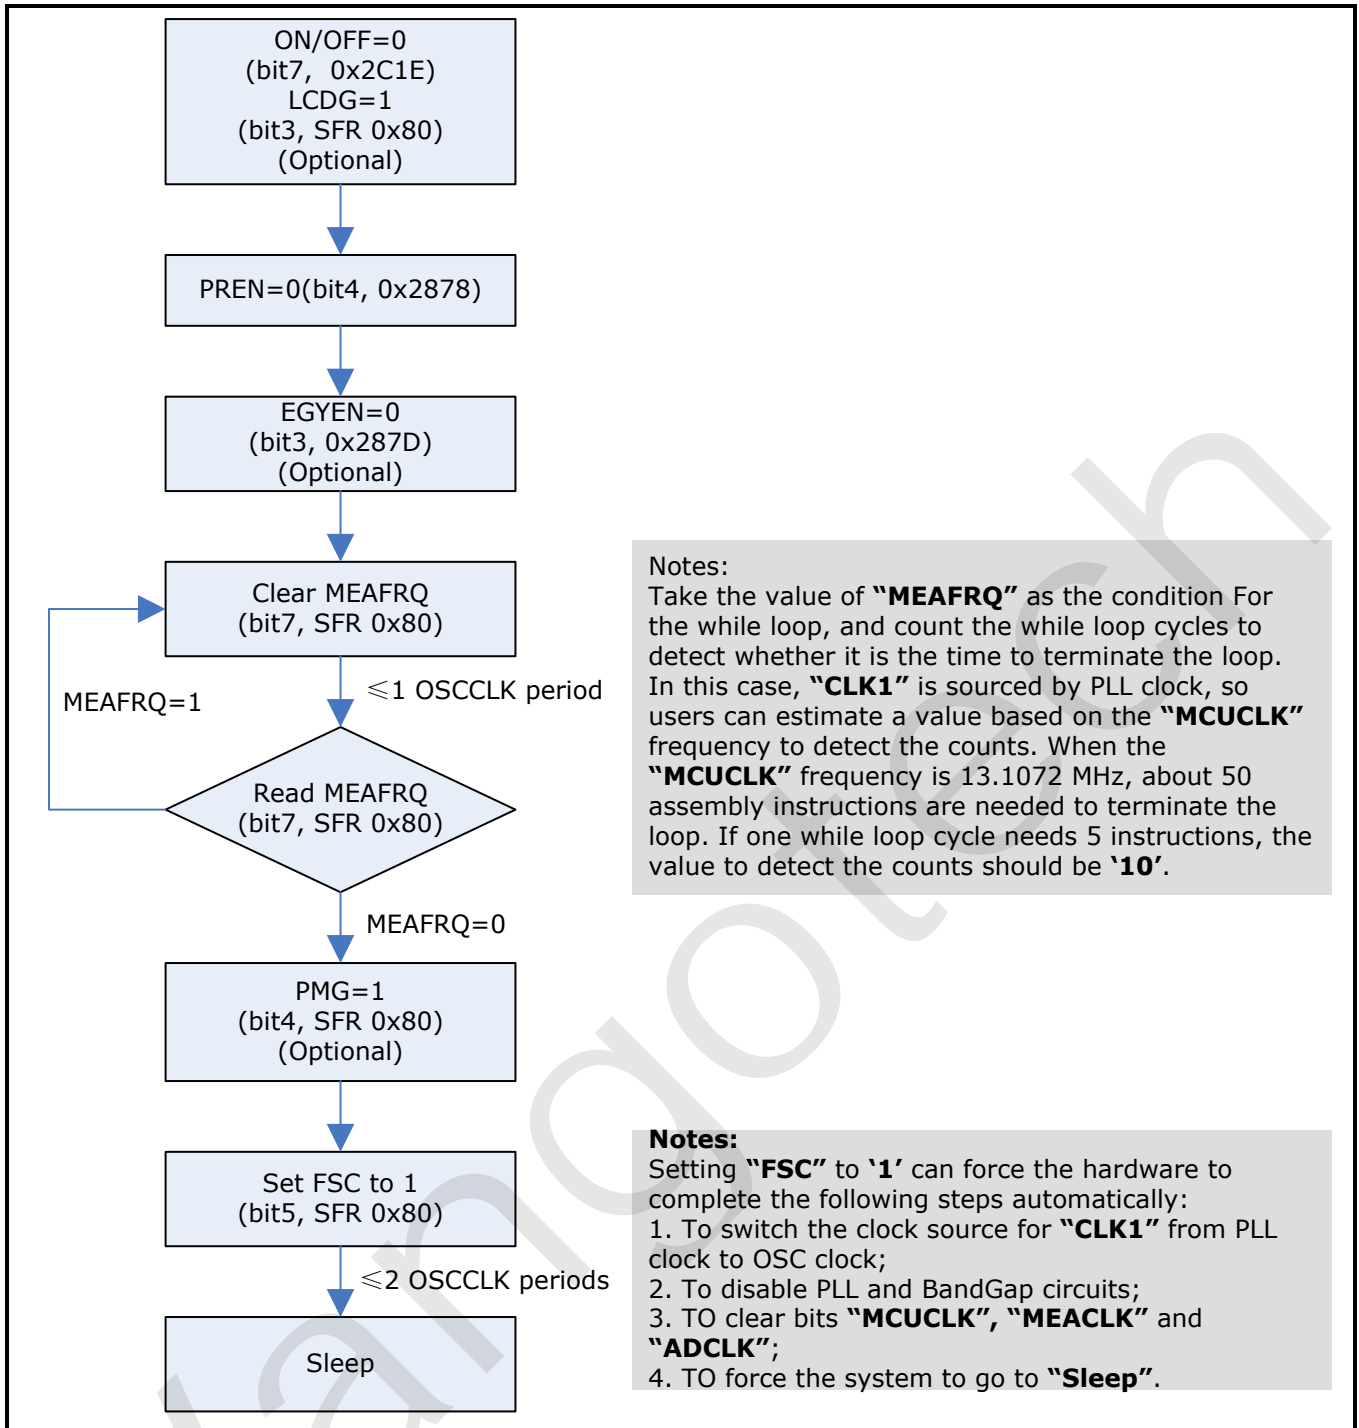 ON/OFF=0
(bit7,  0x2C1E)
LCDG=1
(bit3, SFR 0x80)
(Optional)
PREN=0(bit4, 0x2878)
EGYEN=0
(bit3, 0x287D)
(Optional)
Clear MEAFRQ
(bit7, SFR 0x80)
MEAFRQ=1
≤1 OSCCLK period
Read MEAFRQ
(bit7, SFR 0x80)
MEAFRQ=0
PMG=1
(bit4, SFR 0x80)
(Optional)
Set FSC to 1
(bit5, SFR 0x80)
≤2 OSCCLK periods
Sleep
Notes:
Take the value of “MEAFRQ” as the condition For
the while loop, and count the while loop cycles to
detect whether it is the time to terminate the loop.
In this case, “CLK1” is sourced by PLL clock, so
users can estimate a value based on the “MCUCLK”
frequency to detect the counts. When the
“MCUCLK” frequency is 13.1072 MHz, about 50
assembly instructions are needed to terminate the
loop. If one while loop cycle needs 5 instructions, the
value to detect the counts should be ‘10’.
Notes:
Setting “FSC” to ‘1’ can force the hardware to
complete the following steps automatically:
1. To switch the clock source for “CLK1” from PLL
clock to OSC clock;
2. To disable PLL and BandGap circuits;
3. TO clear bits “MCUCLK”, “MEACLK” and
“ADCLK”;
4. TO force the system to go to “Sleep”.
Vangotech